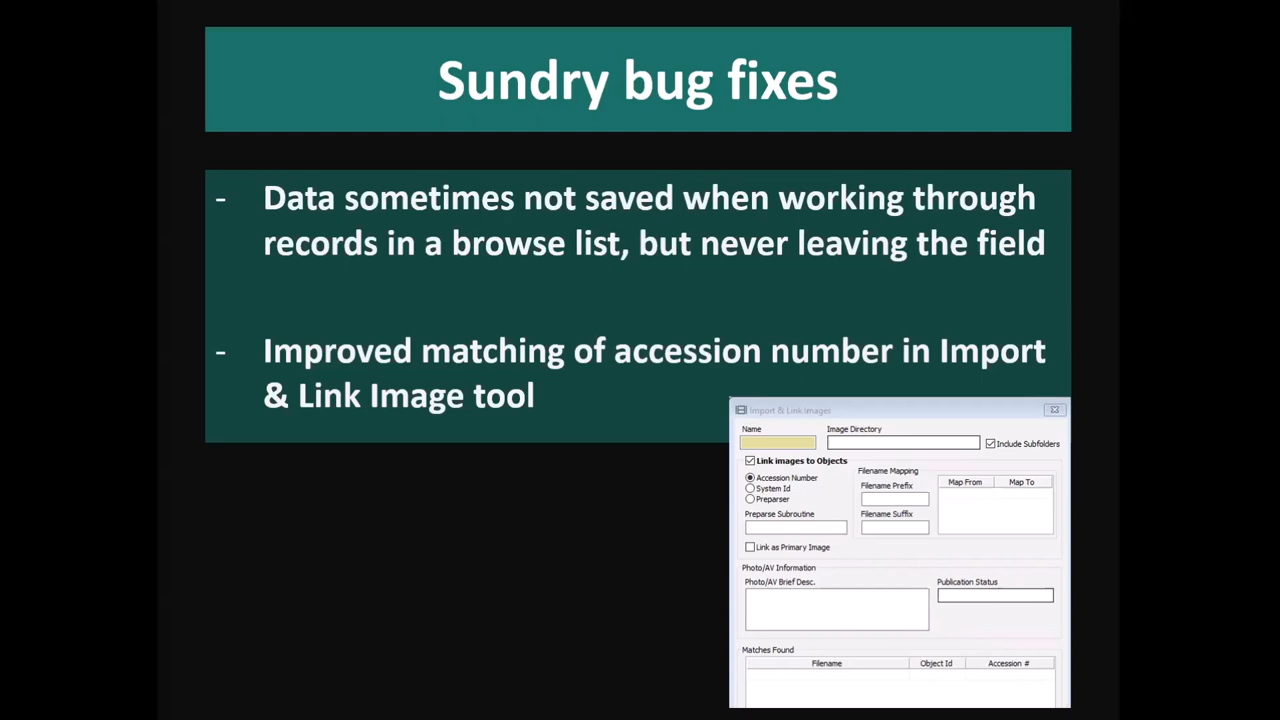 Sundry bug fixes
- Data sometimes not saved when working through
records in a browse list, but never leaving the field
- Improved matching of accession number in Import
& Link Image tool
Import & Link Images
Name
Image Directory
Include Subfolders
Link images to Objects
Accession Number
System Id
Preparser
Preparse Subroutine
Link as Primary Image
Filename Mapping
Filename Prefix
Filename Suffix
Map From Map To
Photo/AV Information
Photo/AV Brief Desc.
Publication Status
Matches Found
Filename Object Id Accession #